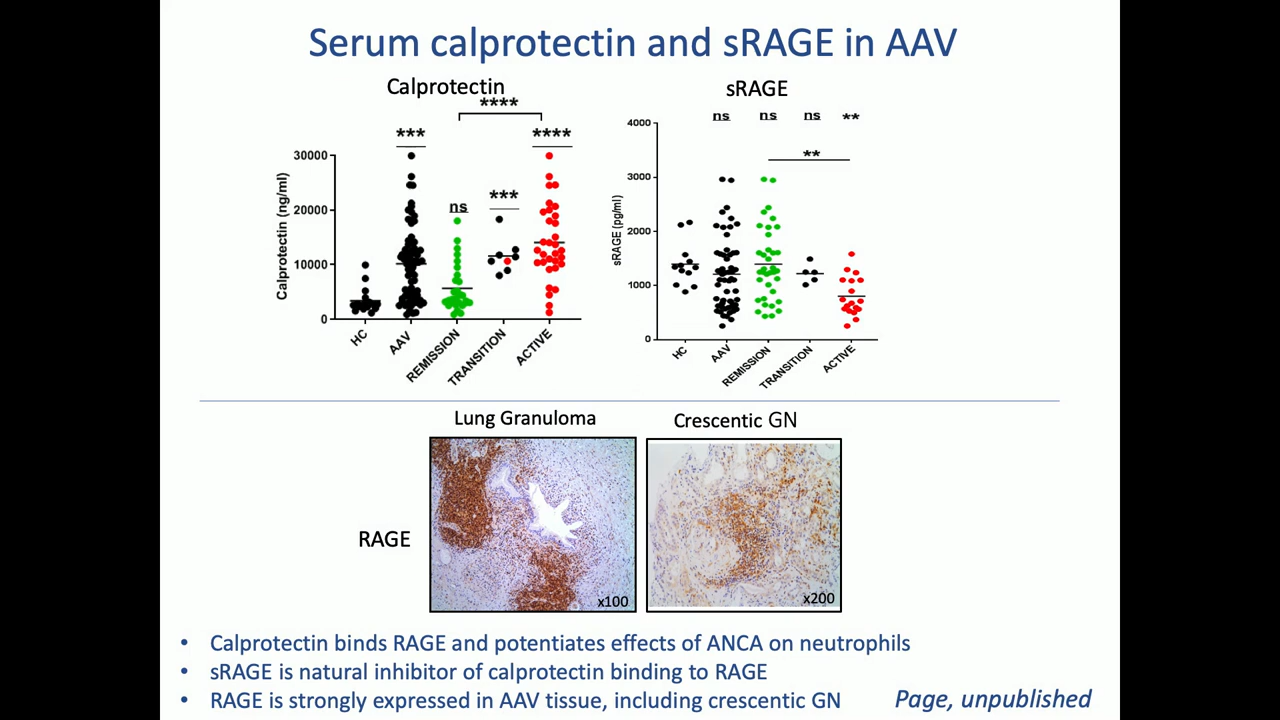 Serum calprotectin and sRAGE in AAV
Calprotectin
****
***
****
***
ns
30000
20000
10000
0
Calprotectin (ng/ml)
HC
AAV
REMISSION
TRANSITION
ACTIVE
sRAGE
ns
ns
ns
**
**
4000
3000
2000
1000
0
sRAGE (pg/ml)
HC
AAV
REMISSION
TRANSITION
ACTIVE
Lung Granuloma
Crescentic GN
RAGE
x100
x200
• Calprotectin binds RAGE and potentiates effects of ANCA on neutrophils
• sRAGE is natural inhibitor of calprotectin binding to RAGE
• RAGE is strongly expressed in AAV tissue, including crescentic GN
Page, unpublished